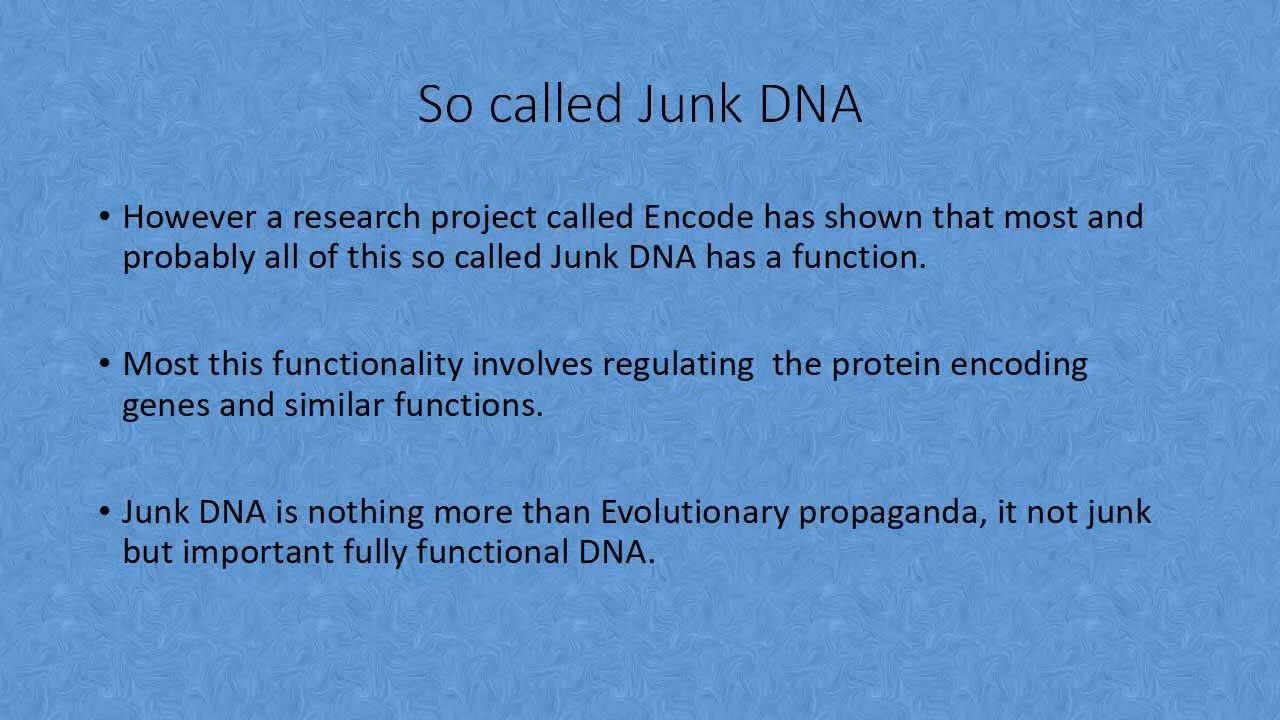 So called Junk DNA
• However a research project called Encode has shown that most and
probably all of this so called Junk DNA has a function.
• Most this functionality involves regulating  the protein encoding
genes and similar functions.
• Junk DNA is nothing more than Evolutionary propaganda, it not junk
but important fully functional DNA.